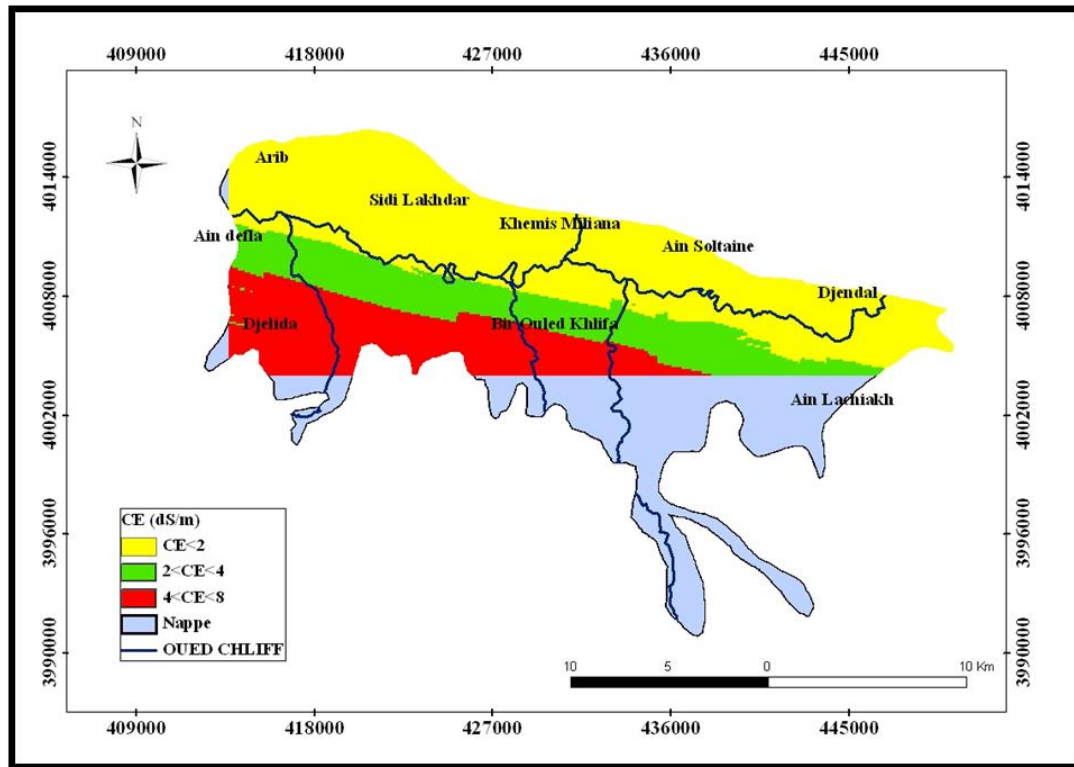 409000 418000 427000 436000 445000
N
4014000 4014000
4008000 4008000
4002000 4002000
3996000 3996000
3990000 3990000
Arib
Sidi Lakhdar
Khemis Miliana
Ain defla
Ain Soltaine
Djendal
Djelida
Bir Ouled Khlifa
Ain Lachiakh
CE (dS/m)
CE<2
2<CE<4
4<CE<8
Nappe
OUED CHLIFF
10 5 0 10 Km
409000 418000 427000 436000 445000